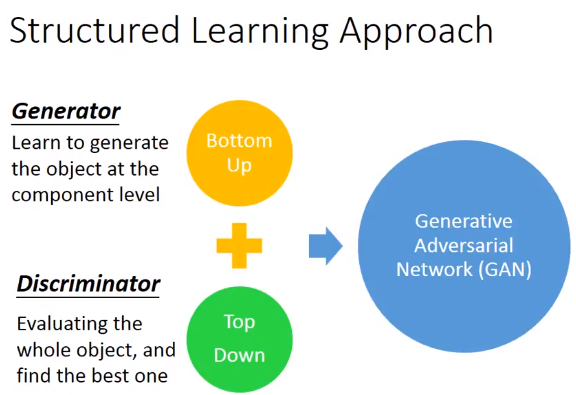 Structured Learning Approach
Generator
Learn to generate
the object at the
component level
Bottom
Up
Discriminator
Evaluating the
whole object, and
find the best one
Top
Down
Generative
Adversarial
Network (GAN)